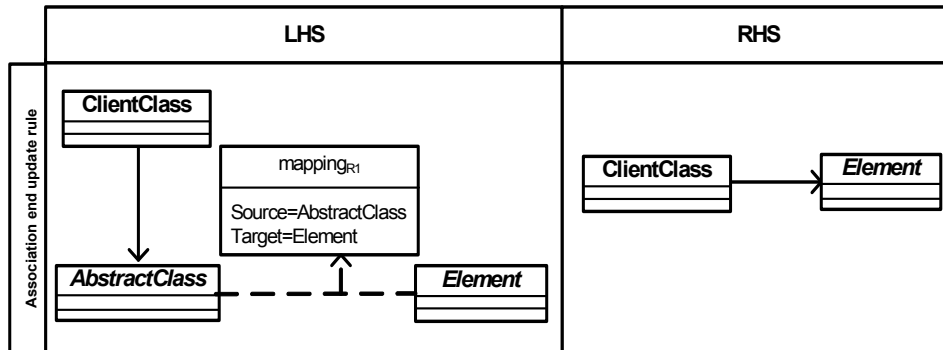 LHS
RHS
Association end update rule
ClientClass
mappingR1
Source=AbstractClass
Target=Element
AbstractClass
Element
ClientClass
Element